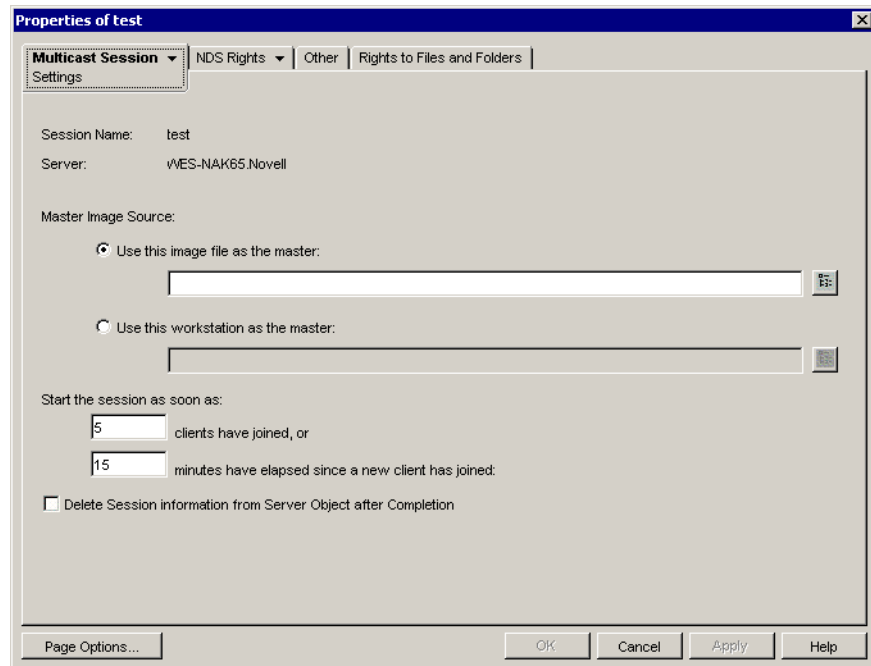 Properties of test
Multicast Session NDS Rights Other Rights to Files and Folders
Settings
Session Name: test
Server: WES-NAK65.Novell
Master Image Source:
Use this image file as the master:
Use this workstation as the master:
Start the session as soon as:
5 clients have joined, or
15 minutes have elapsed since a new client has joined:
Delete Session information from Server Object after Completion
Page Options... OK Cancel Apply Help